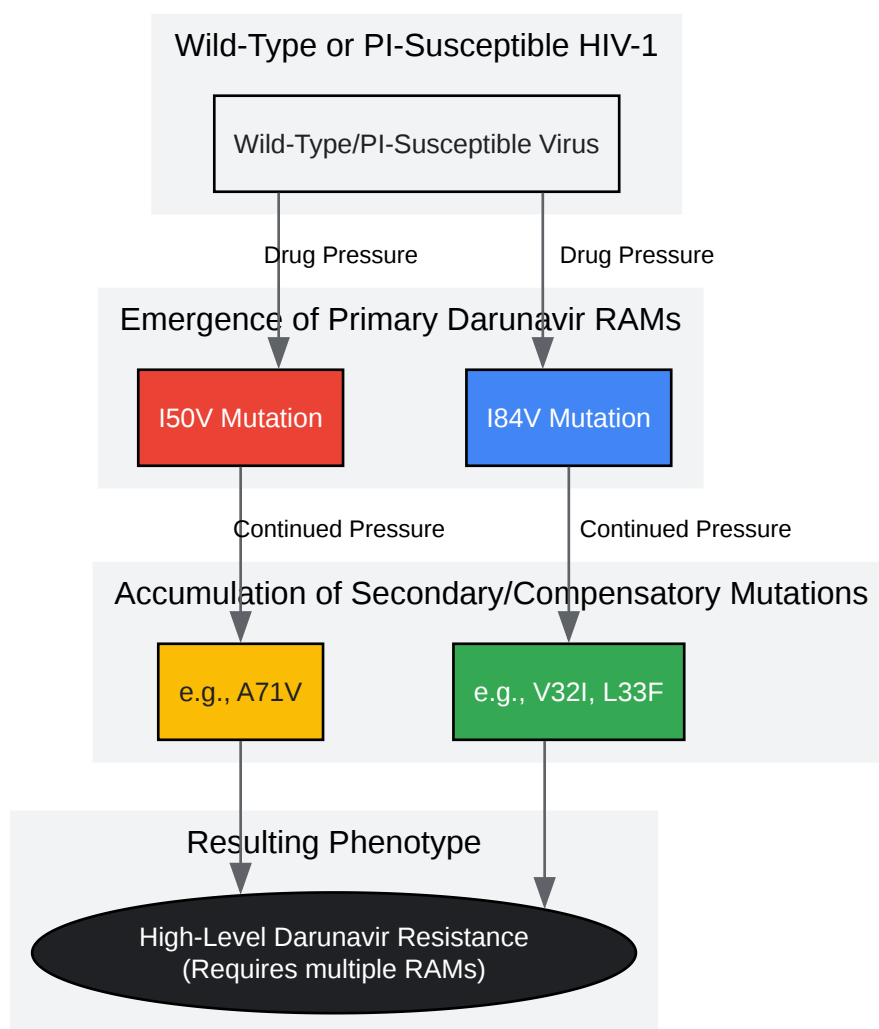 Wild-Type or PI-Susceptible HIV-1
Wild-Type/PI-Susceptible Virus
Drug Pressure
Drug Pressure
Emergence of Primary Darunavir RAMs
I50V Mutation
I84V Mutation
Continued Pressure
Continued Pressure
Accumulation of Secondary/Compensatory Mutations
e.g., A71V
e.g., V32I, L33F
Resulting Phenotype
High-Level Darunavir Resistance
(Requires multiple RAMs)